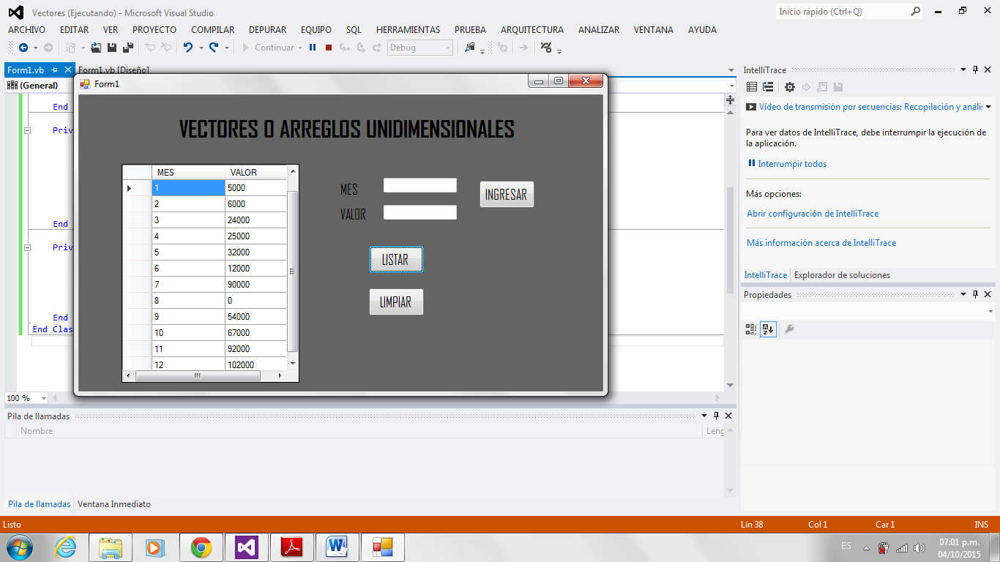 Vectores (Ejecutando) - Microsoft Visual Studio
Inicio rápido (Ctrl+Q)
ARCHIVO EDITAR VER PROYECTO COMPILAR DEPURAR EQUIPO SQL HERRAMIENTAS PRUEBA ARQUITECTURA ANALIZAR VENTANA AYUDA
Continuar Debug
Form1.vb Form1.vb [Diseño]
(General)
End
Priv
End
Priv
End
End Clas
100 %
Form1
VECTORES O ARREGLOS UNIDIMENSIONALES
MES VALOR
1 5000
2 6000
3 24000
4 25000
5 32000
6 12000
7 90000
8 0
9 54000
10 67000
11 92000
12 102000
MES
VALOR
INGRESAR
LISTAR
LIMPIAR
IntelliTrace
Vídeo de transmisión por secuencias: Recopilación y anális
Para ver datos de IntelliTrace, debe interrumpir la ejecución de
la aplicación.
Interrumpir todos
Más opciones:
Abrir configuración de IntelliTrace
Más información acerca de IntelliTrace
IntelliTrace Explorador de soluciones
Propiedades
Pila de llamadas
Nombre Leng
Pila de llamadas Ventana Inmediato
Listo Lín 38 Col 1 Car 1 INS
ES
07:01 p.m.
04/10/2015